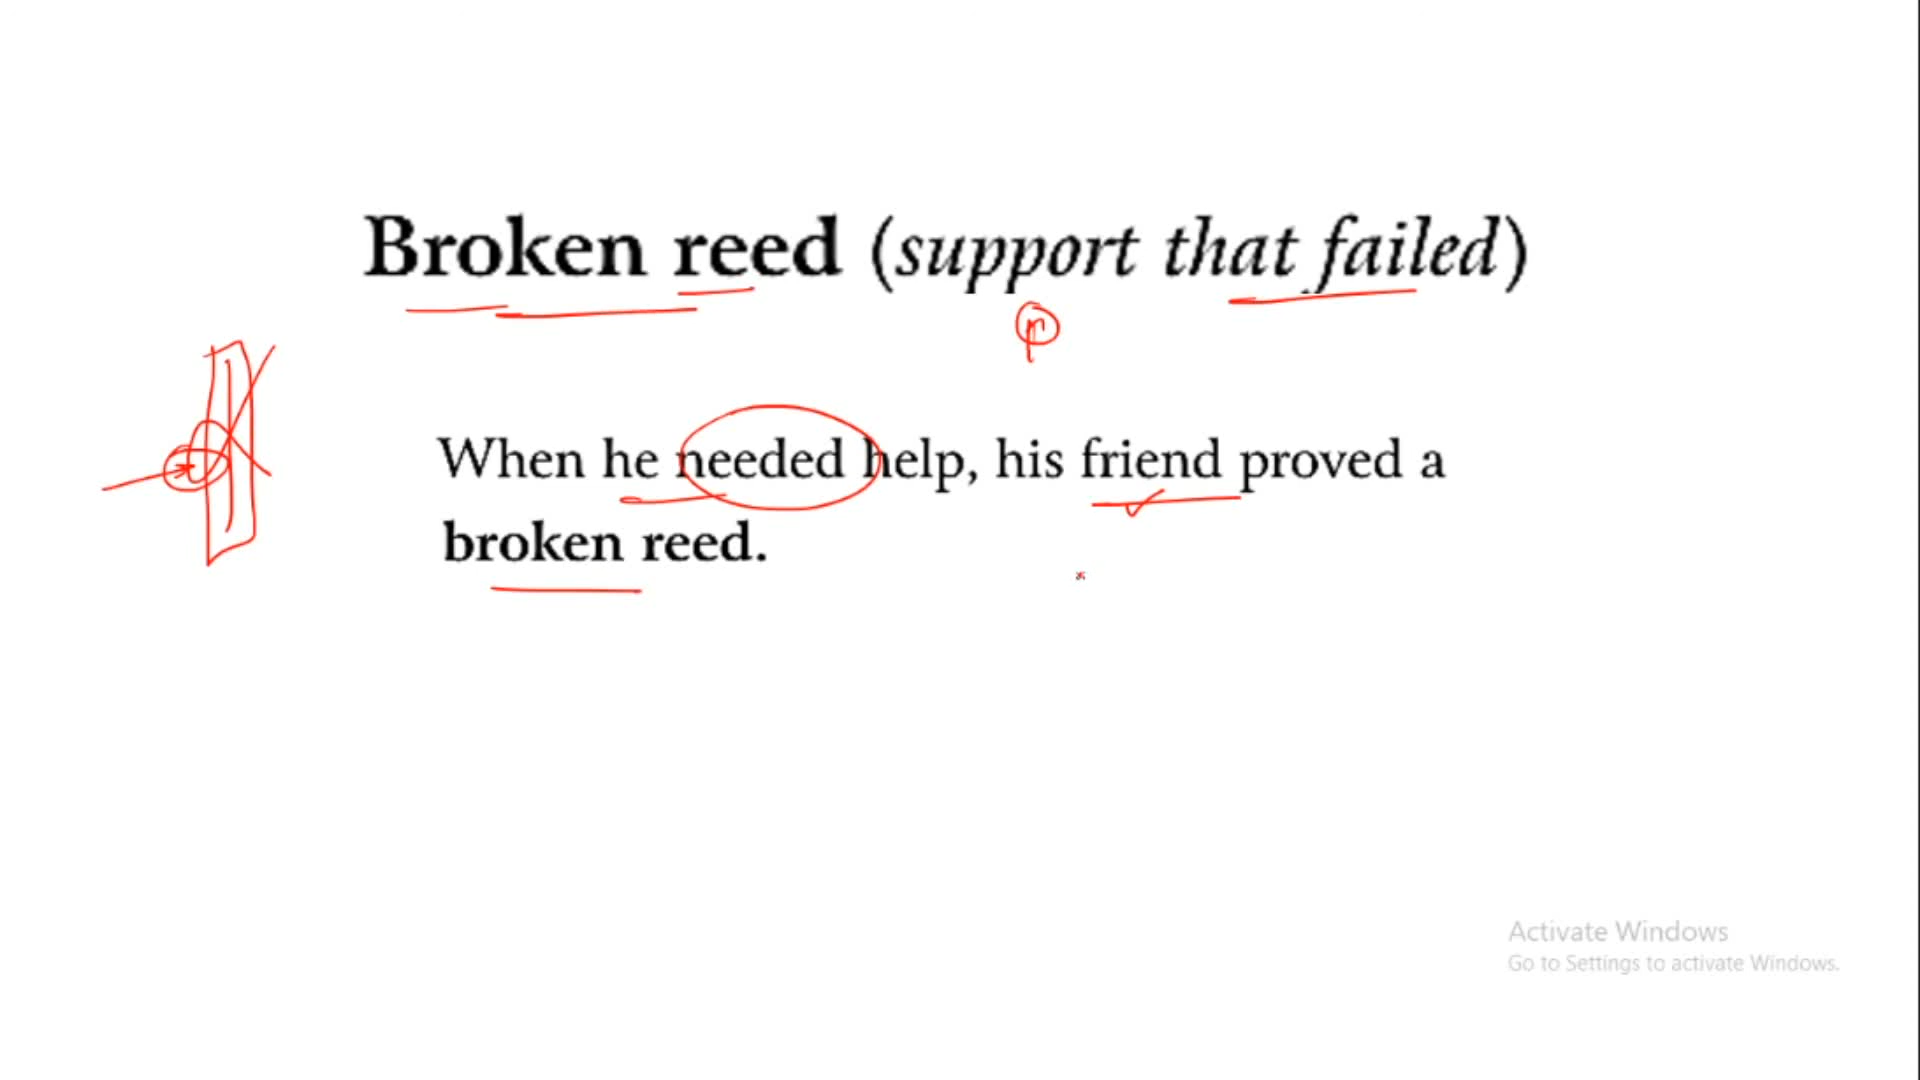 Broken reed (support that failed)
When he needed help, his friend proved a
broken reed.
Activate Windows
Go to Settings to activate Windows.